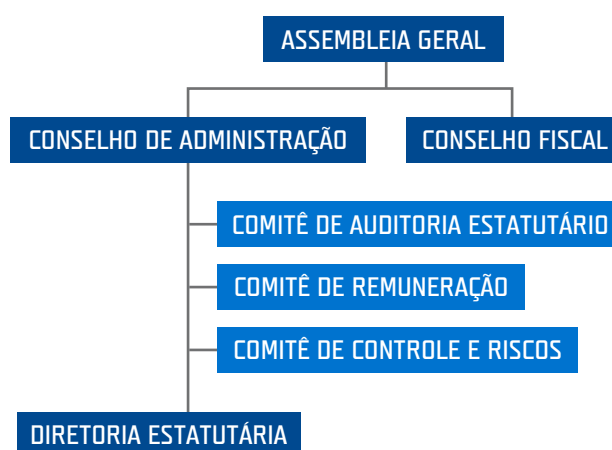 ASSEMBLEIA GERAL
CONSELHO DE ADMINISTRAÇÃO
CONSELHO FISCAL
COMITÊ DE AUDITORIA ESTATUTÁRIO
COMITÊ DE REMUNERAÇÃO
COMITÊ DE CONTROLE E RISCOS
DIRETORIA ESTATUTÁRIA